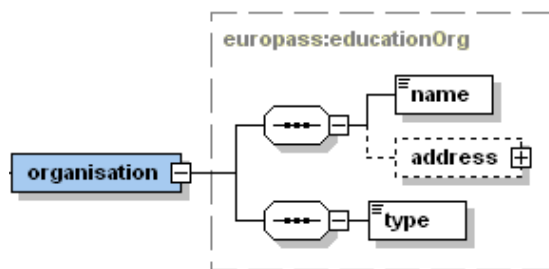 europass:educationOrg
name
address
organisation
type